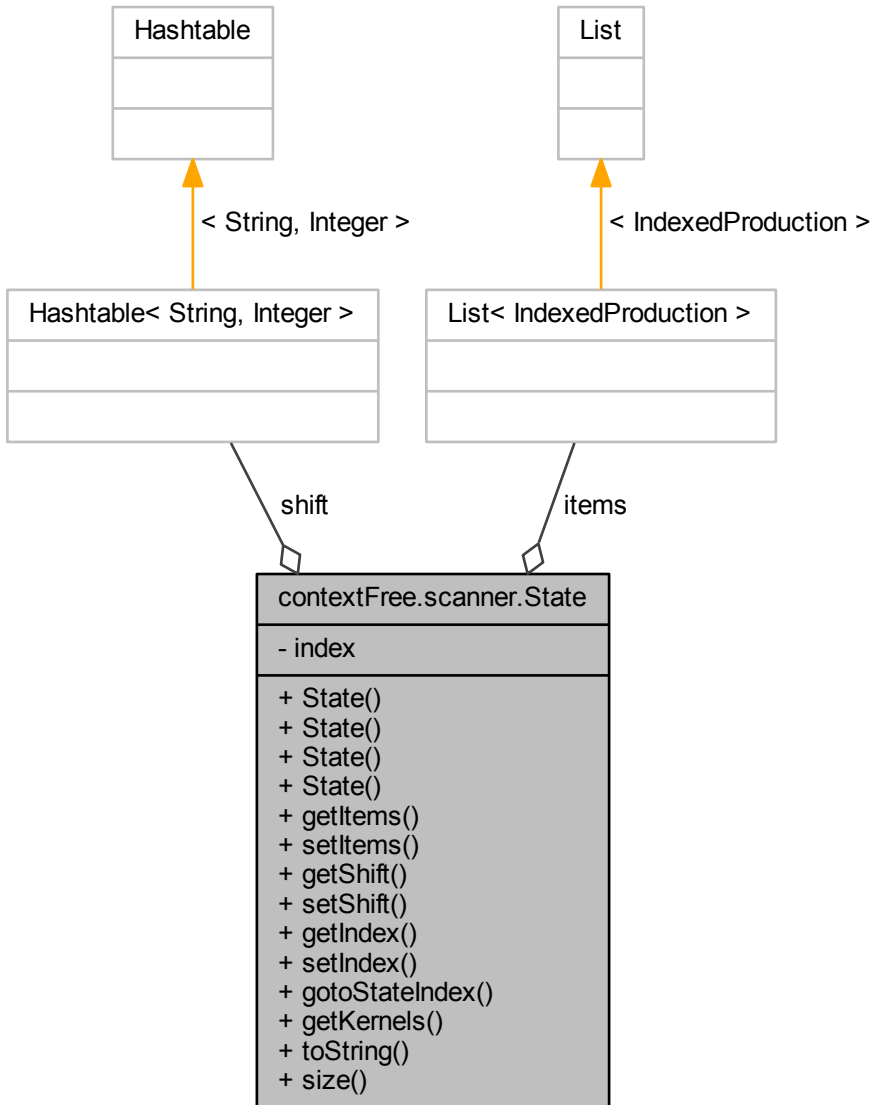 Hashtable
List
< String, Integer >
< IndexedProduction >
Hashtable< String, Integer >
List< IndexedProduction >
shift
items
contextFree.scanner.State
- index
+ State()
+ State()
+ State()
+ State()
+ getItems()
+ setItems()
+ getShift()
+ setShift()
+ getIndex()
+ setIndex()
+ gotoStateIndex()
+ getKernels()
+ toString()
+ size()